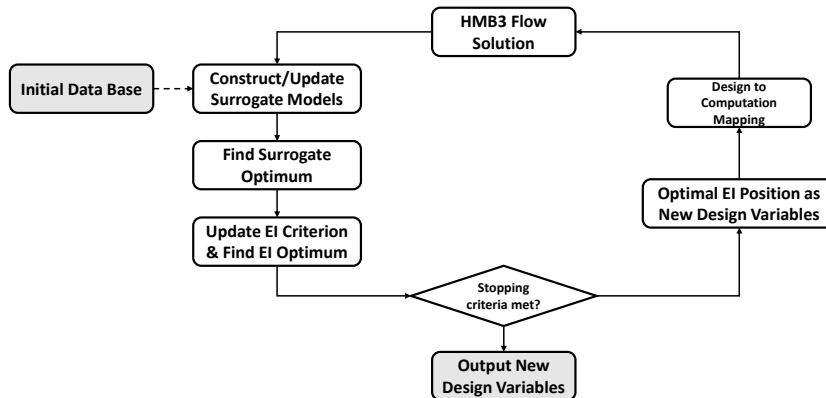 HMB3 Flow
Solution
Initial Data Base
Construct/Update
Surrogate Models
Design to
Computation
Mapping
Find Surrogate
Optimum
Optimal EI Position as
New Design Variables
Update EI Criterion
& Find EI Optimum
Stopping
criteria met?
Output New
Design Variables